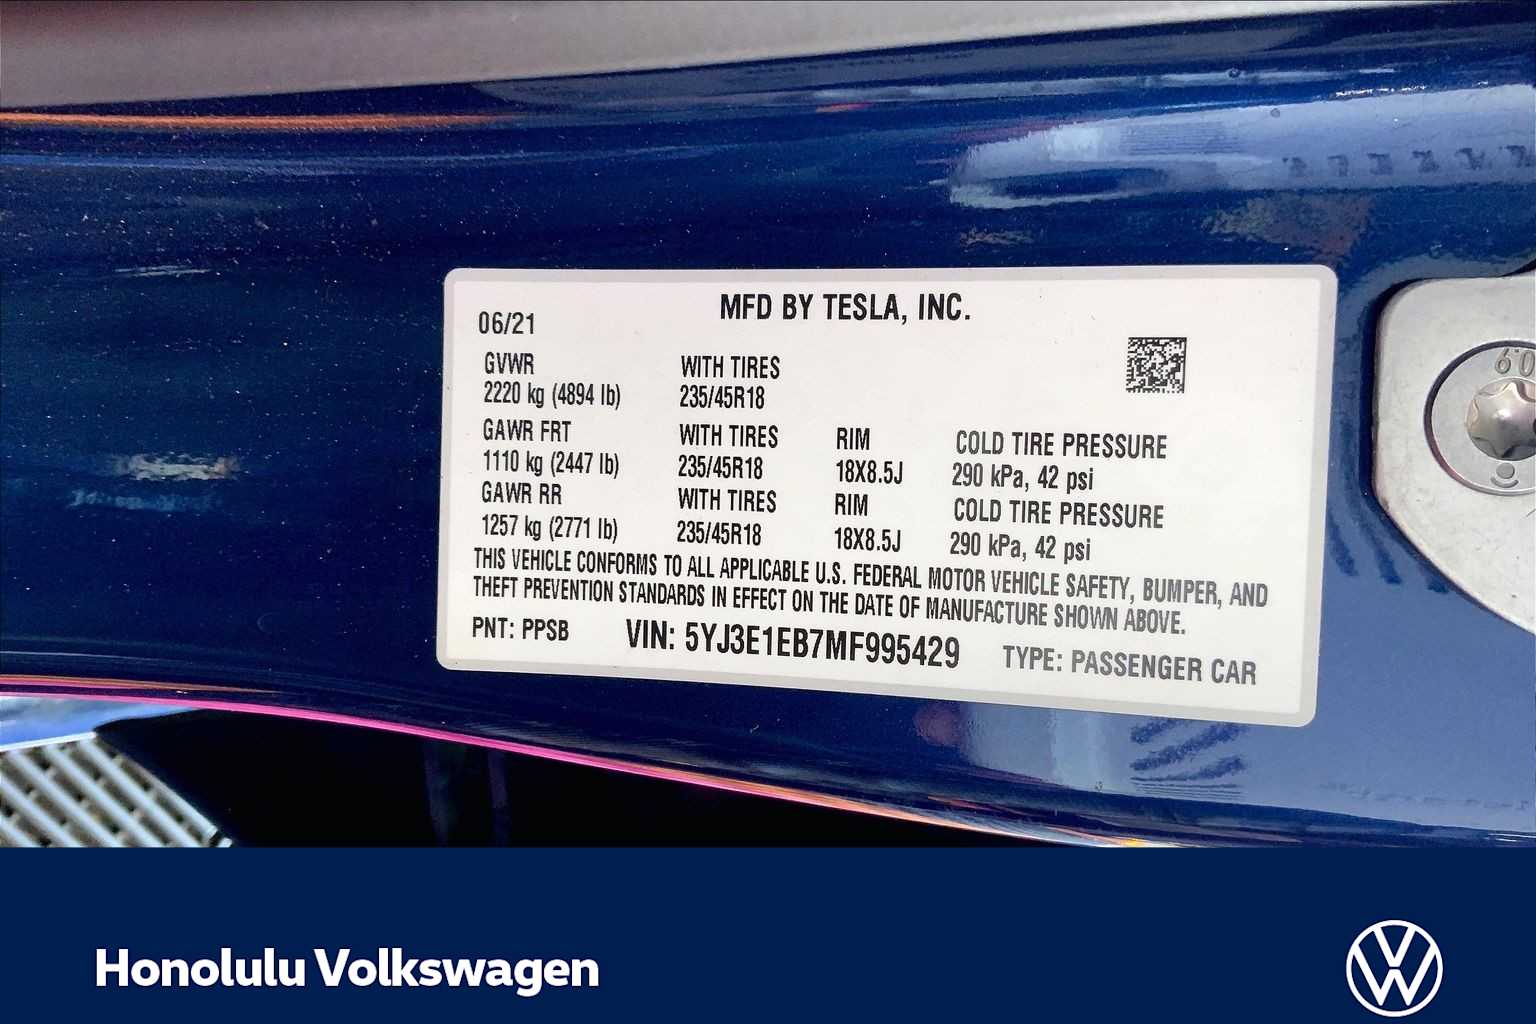 MFD BY TESLA, INC.
06/21
GVWR WITH TIRES
2220 kg (4894 lb) 235/45R18
GAWR FRT WITH TIRES RIM COLD TIRE PRESSURE
1110 kg (2447 lb) 235/45R18 18X8.5J 290 kPa, 42 psi
GAWR RR WITH TIRES RIM COLD TIRE PRESSURE
1257 kg (2771 lb) 235/45R18 18X8.5J 290 kPa, 42 psi
THIS VEHICLE CONFORMS TO ALL APPLICABLE U.S. FEDERAL MOTOR VEHICLE SAFETY, BUMPER, AND
THEFT PREVENTION STANDARDS IN EFFECT ON THE DATE OF MANUFACTURE SHOWN ABOVE.
PNT: PPSB VIN: 5YJ3E1EB7MF995429 TYPE: PASSENGER CAR
Honolulu Volkswagen